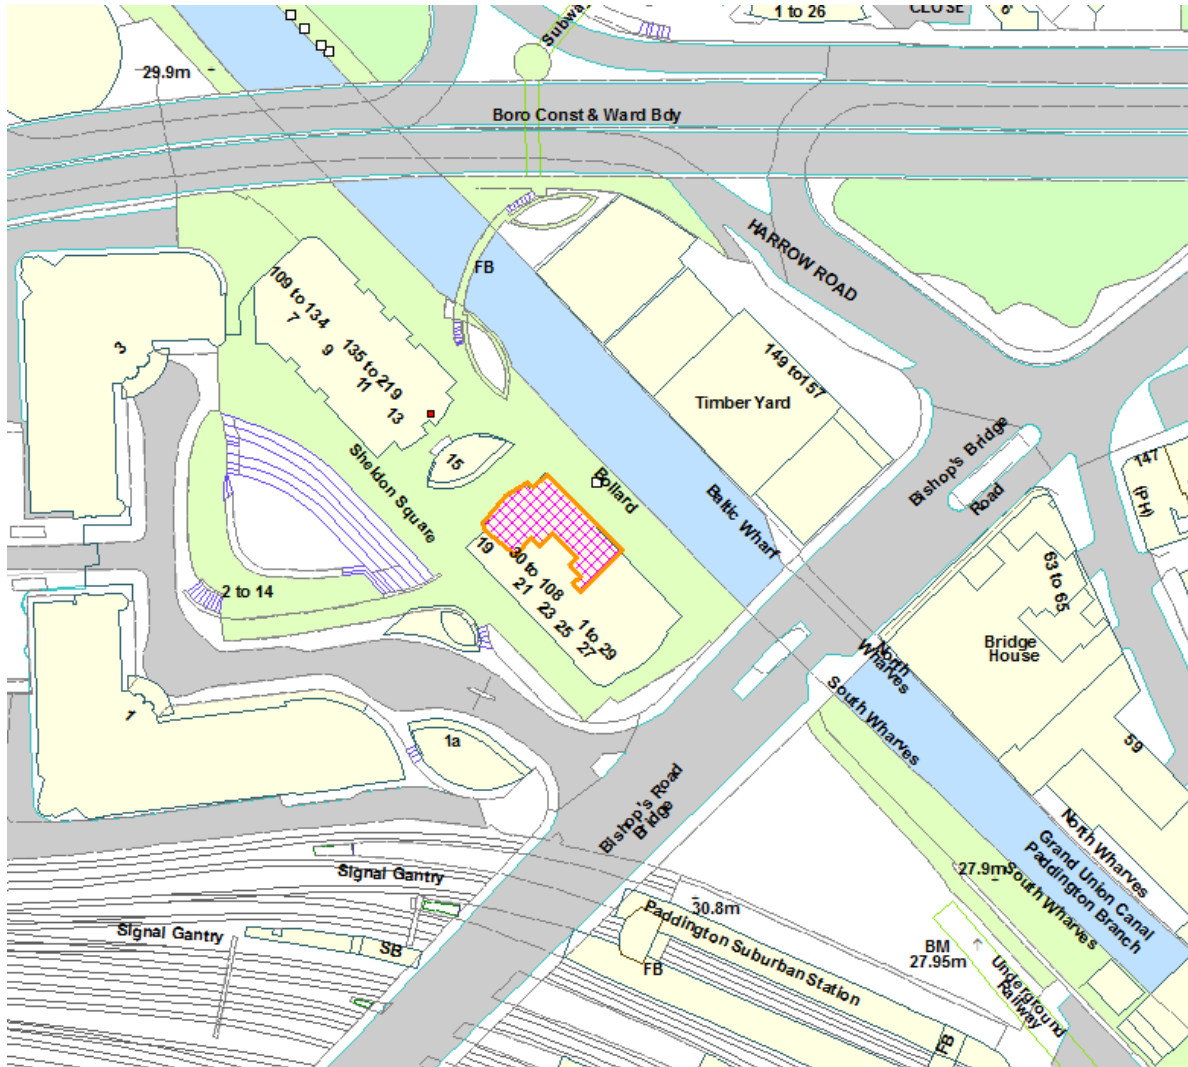 1 to 26
CLOSE
Subwa
29.9m
Boro Const & Ward Bdy
HARROW ROAD
FB
109 to 134
7
9
135 to 219
11
13
3
149 to 157
Timber Yard
Bishop's Bridge
Road
147
(PH)
15
Sheldon Square
Bollard
Baltic Wharf
19
30 to 108
21
23
25
1 to 29
27
2 to 14
63 to 65
Bridge
House
North
Wharves
South Wharves
59
1
1a
Bishop's Road
Bridge
North Wharves
Grand Union Canal
Paddington Branch
27.9m
South Wharves
Signal Gantry
Signal Gantry
SB
30.8m
Paddington Suburban Station
FB
BM
27.95m
Underground
Railway
FB